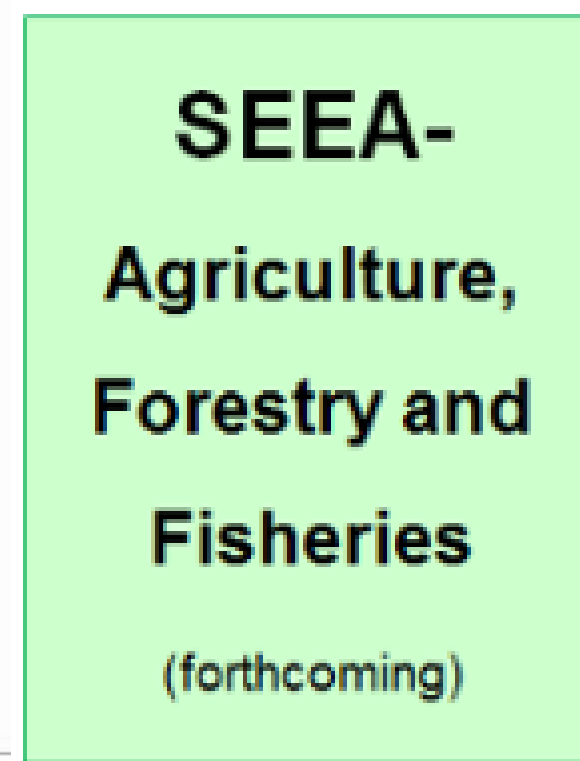 SEEA-
Agriculture,
Forestry and
Fisheries
(forthcoming)